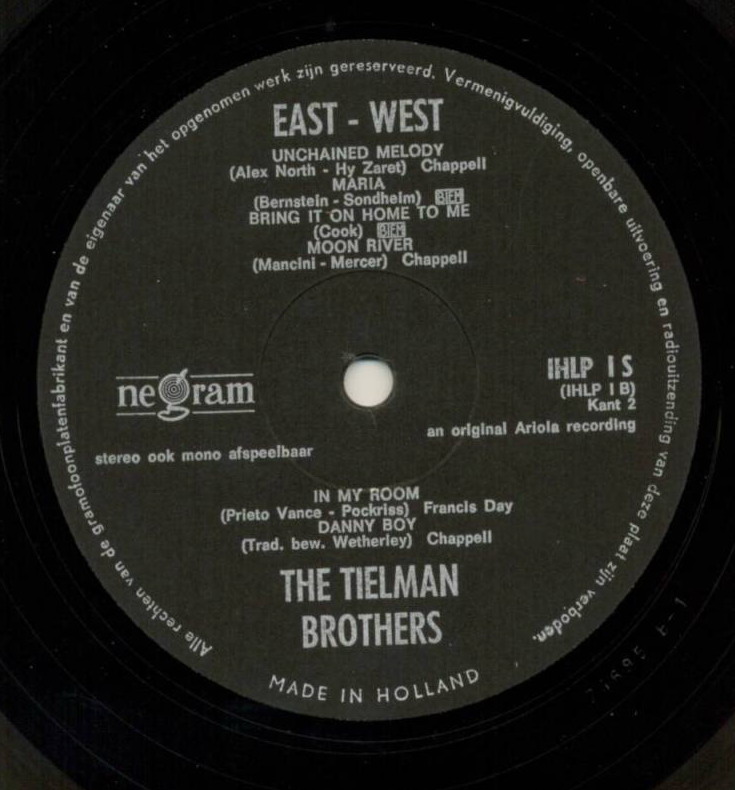 Alle rechten van de gramofoonplatenfabrikant en van de eigenaar van het opgenomen werk zijn gereserveerd. Vermenigvuldiging, openbare uitvoering en radiouitzending van deze plaat zijn verboden.
EAST - WEST
UNCHAINED MELODY
(Alex North - Hy Zaret) Chappell
MARIA
(Bernstein - Sondheim) BIEM
BRING IT ON HOME TO ME
(Cook) BIEM
MOON RIVER
(Mancini - Mercer) Chappell
negram
IHLP 1 S
(IHLP 1 B)
Kant 2
an original Ariola recording
stereo ook mono afspeelbaar
IN MY ROOM
(Prieto Vance - Pockriss) Francis Day
DANNY BOY
(Trad. bew. Wetherley) Chappell
THE TIELMAN
BROTHERS
MADE IN HOLLAND